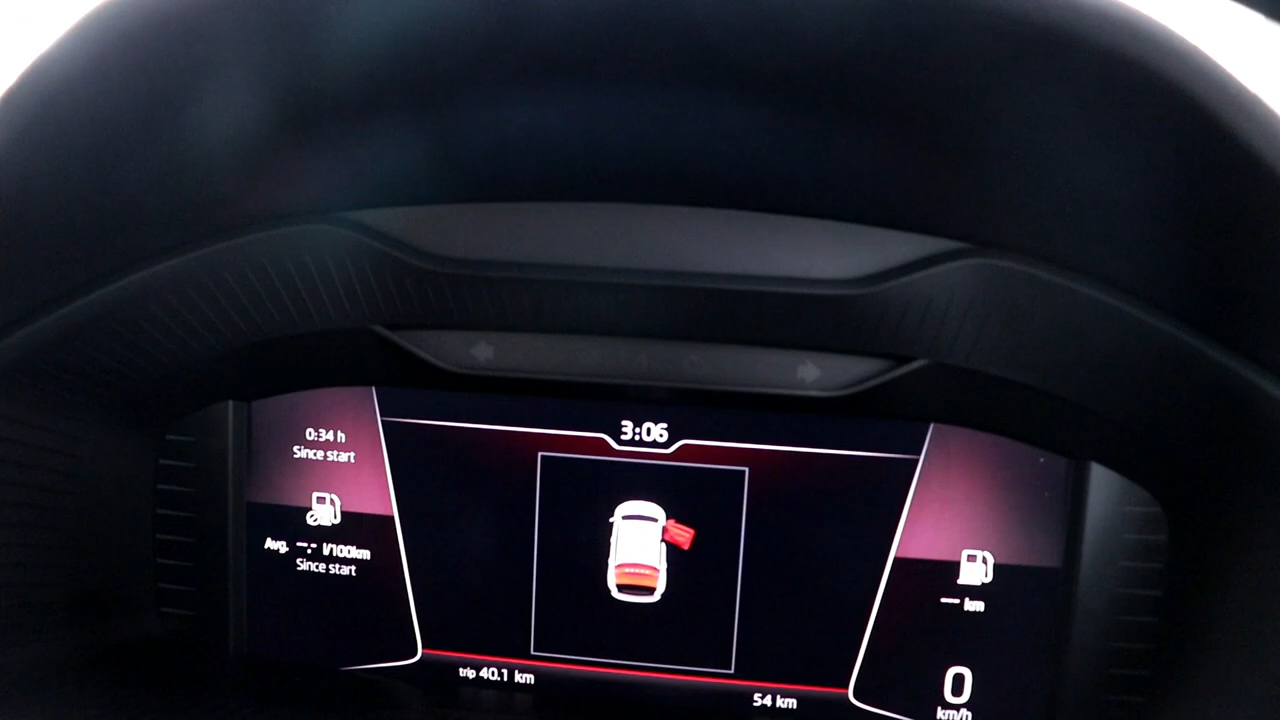 3:06
0:34 h
Since start
Avg. --.- l/100km
Since start
--- km
trip 40.1 km
54 km
0
km/h